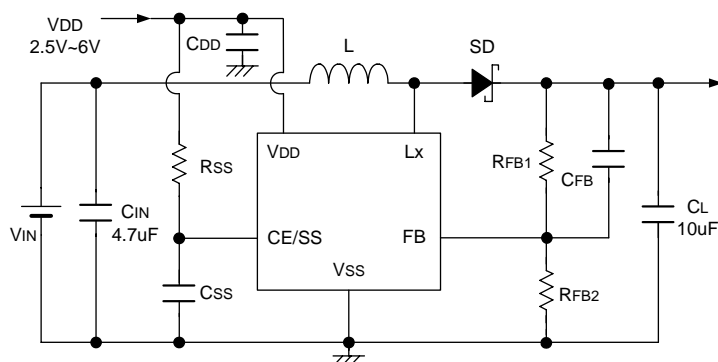 VDD
2.5V~6V
CDD
L
SD
VDD
Lx
RSS
RFB1
CFB
CIN
4.7uF
VIN
CE/SS
FB
CL
10uF
VSS
CSS
RFB2